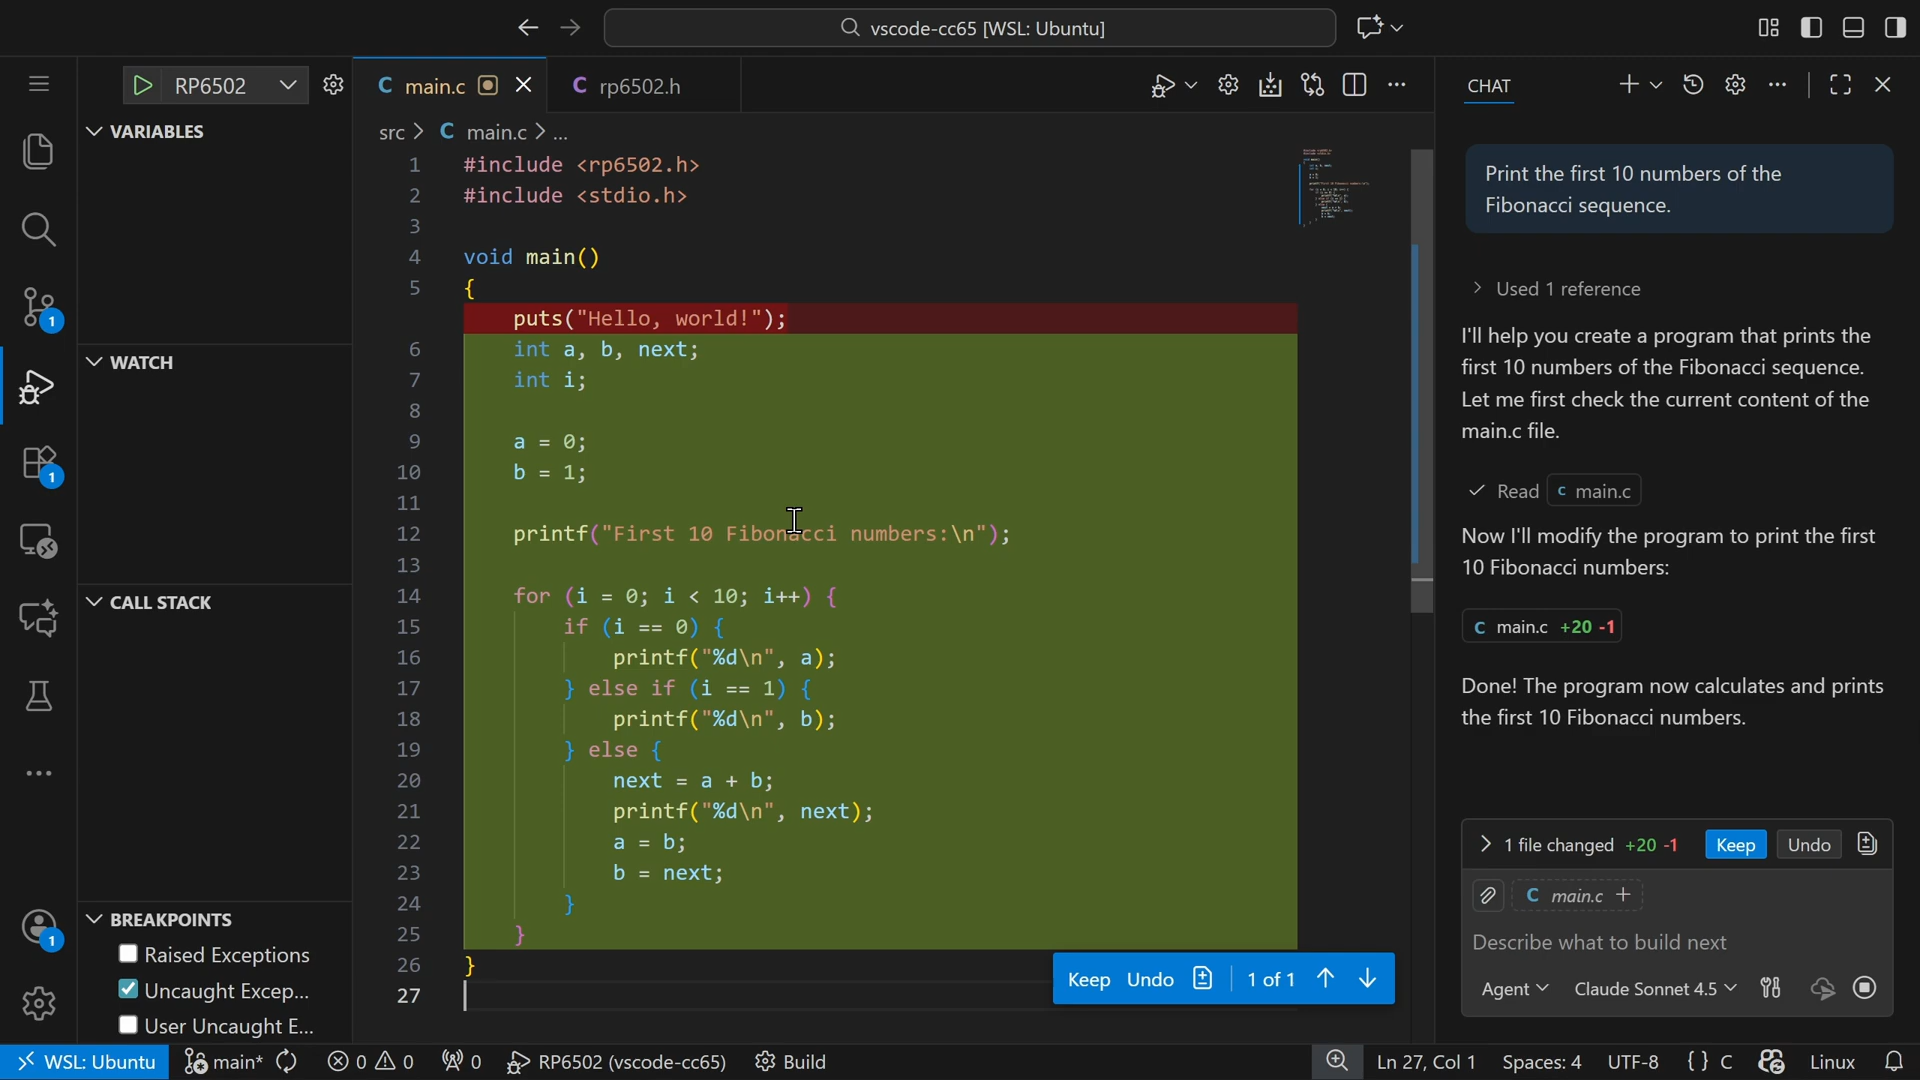 vscode-cc65 [WSL: Ubuntu]
RP6502
VARIABLES
WATCH
CALL STACK
BREAKPOINTS
Raised Exceptions
Uncaught Excep...
User Uncaught E...
1
1
1
main.c
rp6502.h
src > C main.c > ...
1 #include <rp6502.h>
2 #include <stdio.h>
3
4 void main()
5 {
puts("Hello, world!");
6 int a, b, next;
7 int i;
8
9 a = 0;
10 b = 1;
11
12 printf("First 10 Fibonacci numbers:\n");
13
14 for (i = 0; i < 10; i++) {
15 if (i == 0) {
16 printf("%d\n", a);
17 } else if (i == 1) {
18 printf("%d\n", b);
19 } else {
20 next = a + b;
21 printf("%d\n", next);
22 a = b;
23 b = next;
24 }
25 }
26 }
27
Keep Undo 1 of 1
CHAT
Print the first 10 numbers of the
Fibonacci sequence.
Used 1 reference
I'll help you create a program that prints the
first 10 numbers of the Fibonacci sequence.
Let me first check the current content of the
main.c file.
Read C main.c
Now I'll modify the program to print the first
10 Fibonacci numbers:
C main.c +20 -1
Done! The program now calculates and prints
the first 10 Fibonacci numbers.
1 file changed +20 -1 Keep Undo
C main.c +
Describe what to build next
Agent Claude Sonnet 4.5
WSL: Ubuntu main* 0 0 0 RP6502 (vscode-cc65) Build Ln 27, Col 1 Spaces: 4 UTF-8 {} C Linux